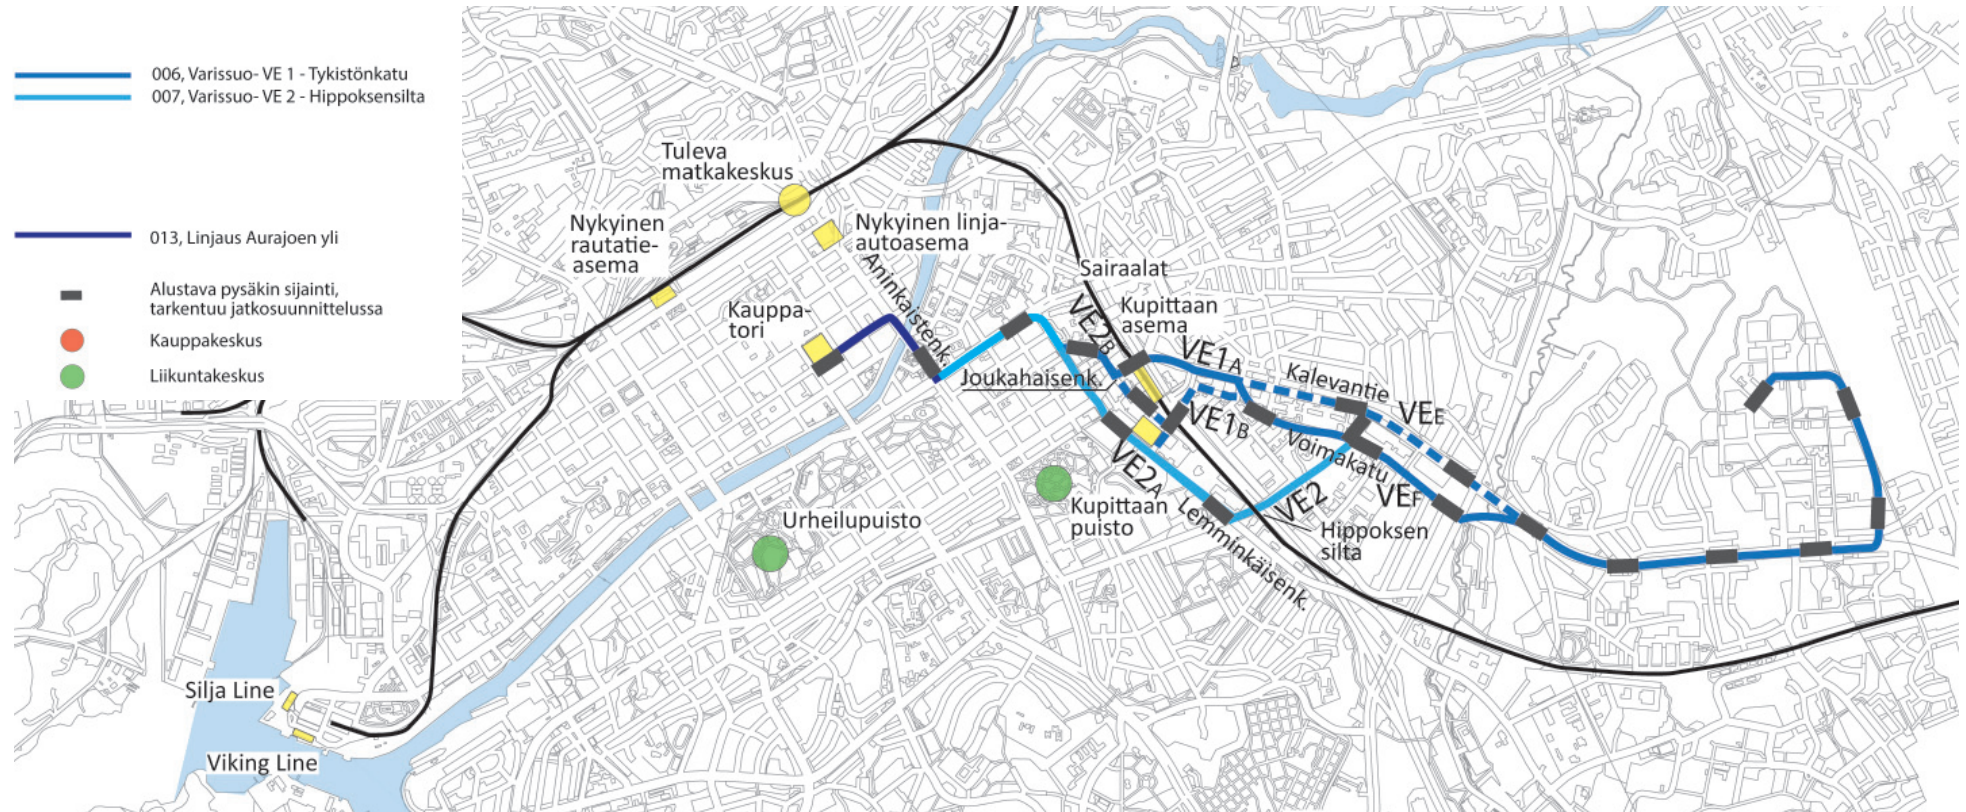 006, Varissuo- VE 1 - Tykistönkatu
007, Varissuo- VE 2 - Hippoksensilta
013, Linjaus Aurajoen yli
Alustava pysäkin sijainti,
tarkentuu jatkosuunnittelussa
Kauppakeskus
Liikuntakeskus
Tuleva
matkakeskus
Nykyinen
rautatie-
asema
Nykyinen linja-
autoasema
Aninkaistenk.
Kauppa-
tori
Sairaalat
Kupittaan
asema
VE2B
VE1A
Kalevantie
Joukahaisenk.
VE1B
VEE
Voimakatu
VE2A
VEF
VE2
Lemminkäisenk.
Hippoksen
silta
Kupittaan
puisto
Urheilupuisto
Silja Line
Viking Line